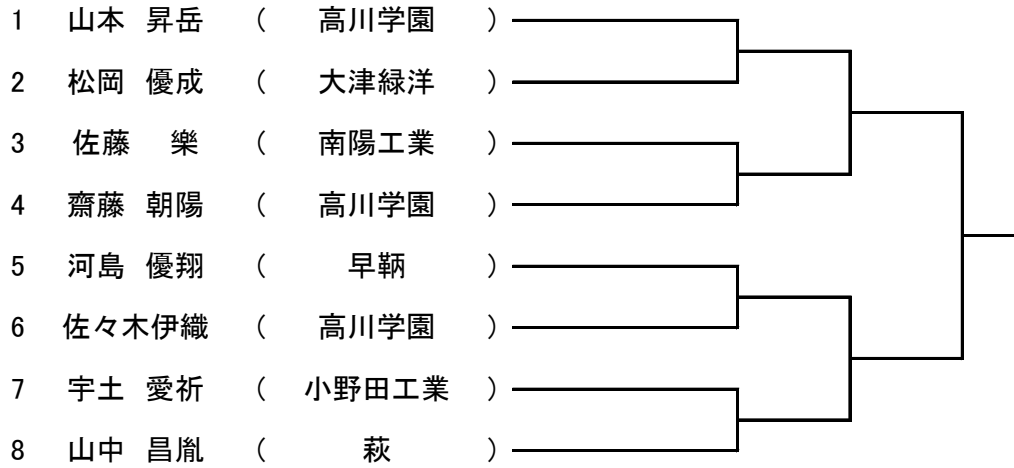 1 山本 昇岳 ( 高川学園 )
2 松岡 優成 ( 大津緑洋 )
3 佐藤 樂 ( 南陽工業 )
4 齋藤 朝陽 ( 高川学園 )
5 河島 優翔 ( 早鞆 )
6 佐々木伊織 ( 高川学園 )
7 宇土 愛祈 ( 小野田工業 )
8 山中 昌胤 ( 萩 )